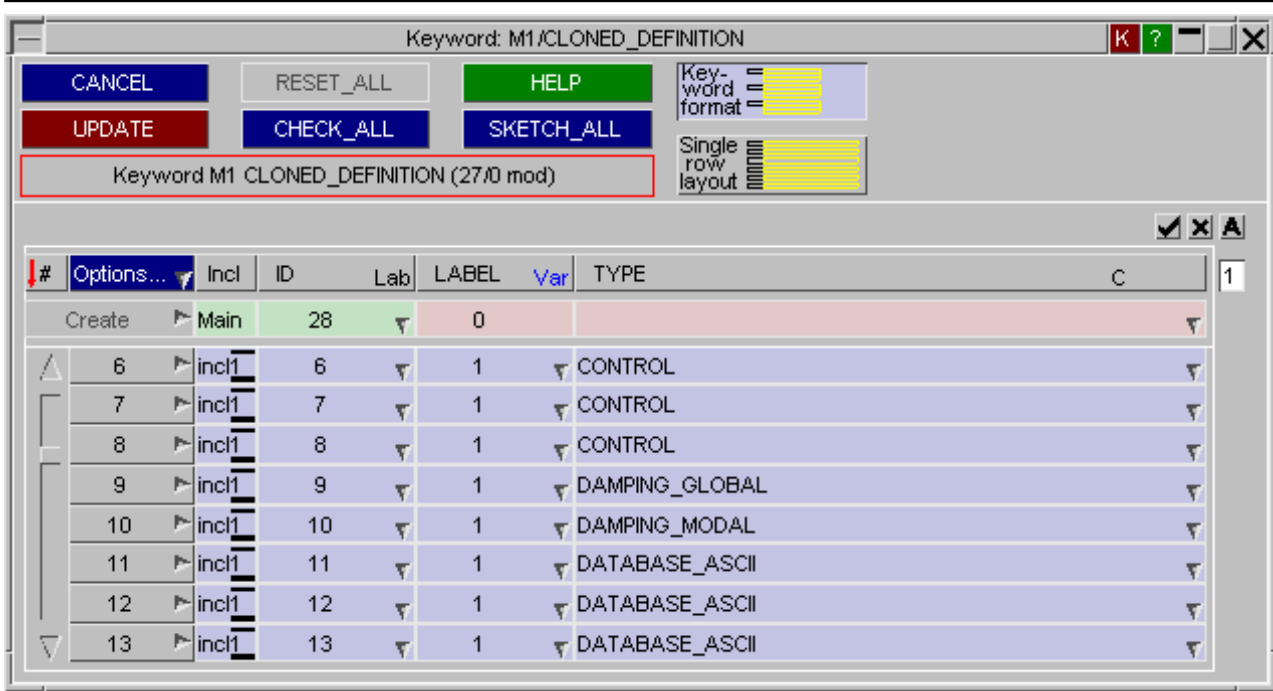 Keyword: M1/CLONED_DEFINITION K ?
CANCEL RESET_ALL HELP
Key-
word
format
UPDATE CHECK_ALL SKETCH_ALL
Single
row
layout
Keyword M1 CLONED_DEFINITION (27/0 mod)
A
# Options... Incl ID Lab LABEL Var TYPE C 1
Create Main 28 0
6 incl1 6 1 CONTROL
7 incl1 7 1 CONTROL
8 incl1 8 1 CONTROL
9 incl1 9 1 DAMPING_GLOBAL
10 incl1 10 1 DAMPING_MODAL
11 incl1 11 1 DATABASE_ASCII
12 incl1 12 1 DATABASE_ASCII
13 incl1 13 1 DATABASE_ASCII